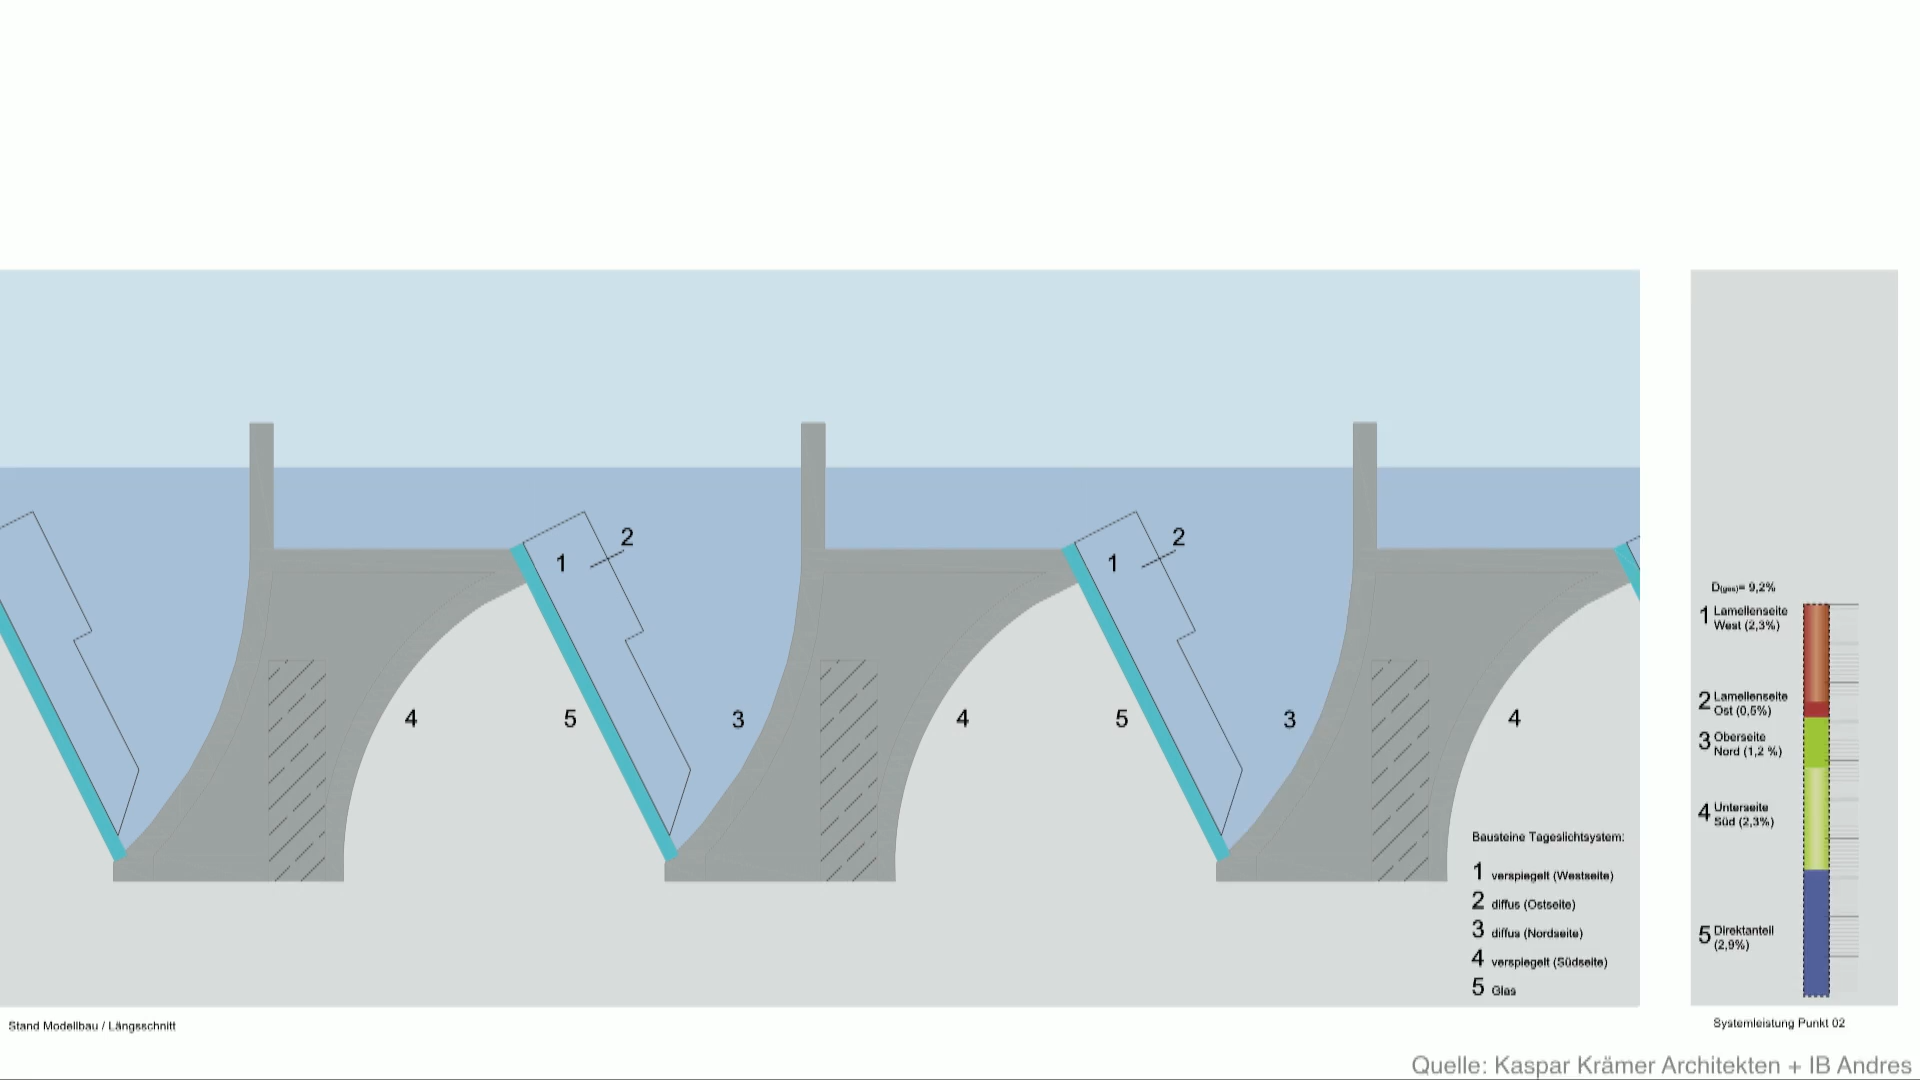 2
2
1
1
4
5
3
4
5
3
4
Bausteine Tageslichtsystem:
1 verspiegelt (Westseite)
2 diffus (Ostseite)
3 diffus (Nordseite)
4 verspiegelt (Südseite)
5 Glas
D(ges)= 9,2%
1 Lamellenseite
West (2,3%)
2 Lamellenseite
Ost (0,5%)
3 Oberseite
Nord (1,2 %)
4 Unterseite
Süd (2,3%)
5 Direktanteil
(2,9%)
Stand Modellbau / Längsschnitt
Systemleistung Punkt 02
Quelle: Kaspar Krämer Architekten + IB Andres